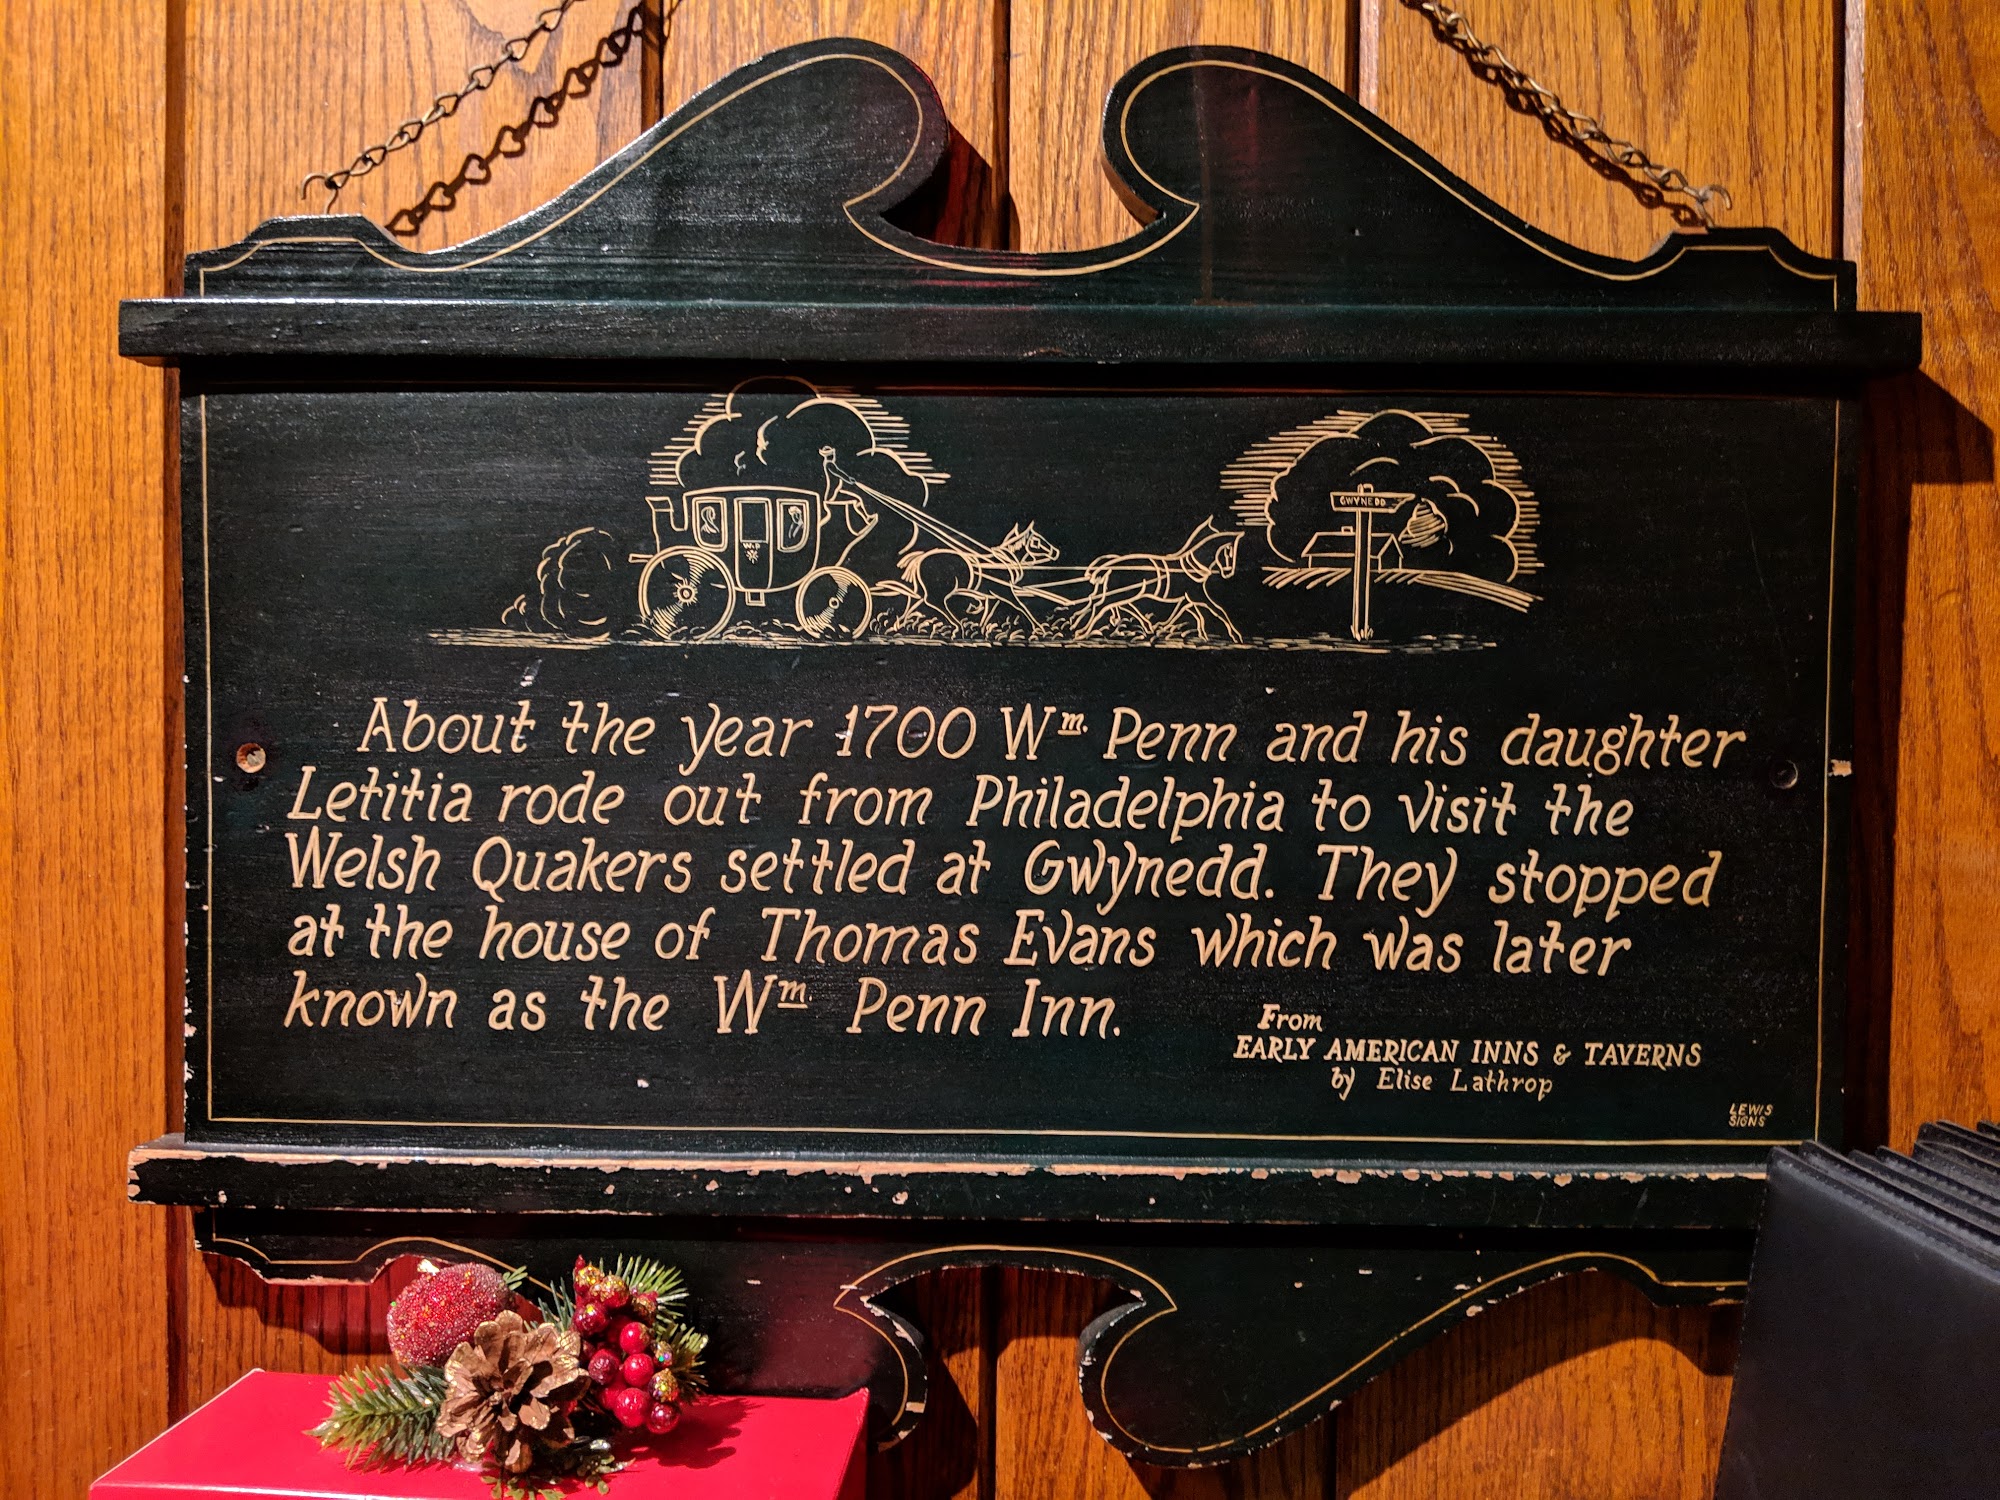 GWYNEDD
W.P
About the year 1700 Wm. Penn and his daughter
Letitia rode out from Philadelphia to visit the
Welsh Quakers settled at Gwynedd. They stopped
at the house of Thomas Evans which was later
known as the Wm. Penn Inn.
From
EARLY AMERICAN INNS & TAVERNS
by Elise Lathrop
LEWIS
SIGNS